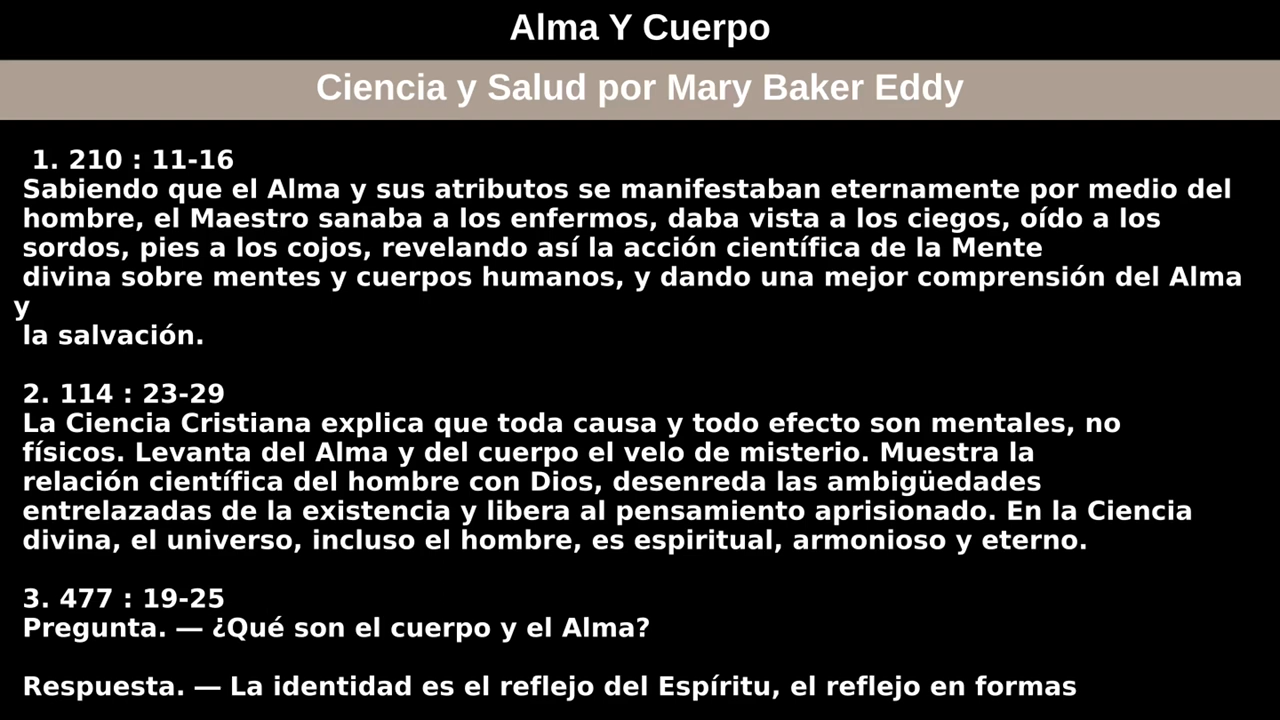 Alma Y Cuerpo
Ciencia y Salud por Mary Baker Eddy
1. 210 : 11-16
Sabiendo que el Alma y sus atributos se manifestaban eternamente por medio del
hombre, el Maestro sanaba a los enfermos, daba vista a los ciegos, oído a los
sordos, pies a los cojos, revelando así la acción científica de la Mente
divina sobre mentes y cuerpos humanos, y dando una mejor comprensión del Alma
y
la salvación.
2. 114 : 23-29
La Ciencia Cristiana explica que toda causa y todo efecto son mentales, no
físicos. Levanta del Alma y del cuerpo el velo de misterio. Muestra la
relación científica del hombre con Dios, desenreda las ambigüedades
entrelazadas de la existencia y libera al pensamiento aprisionado. En la Ciencia
divina, el universo, incluso el hombre, es espiritual, armonioso y eterno.
3. 477 : 19-25
Pregunta. — ¿Qué son el cuerpo y el Alma?
Respuesta. — La identidad es el reflejo del Espíritu, el reflejo en formas